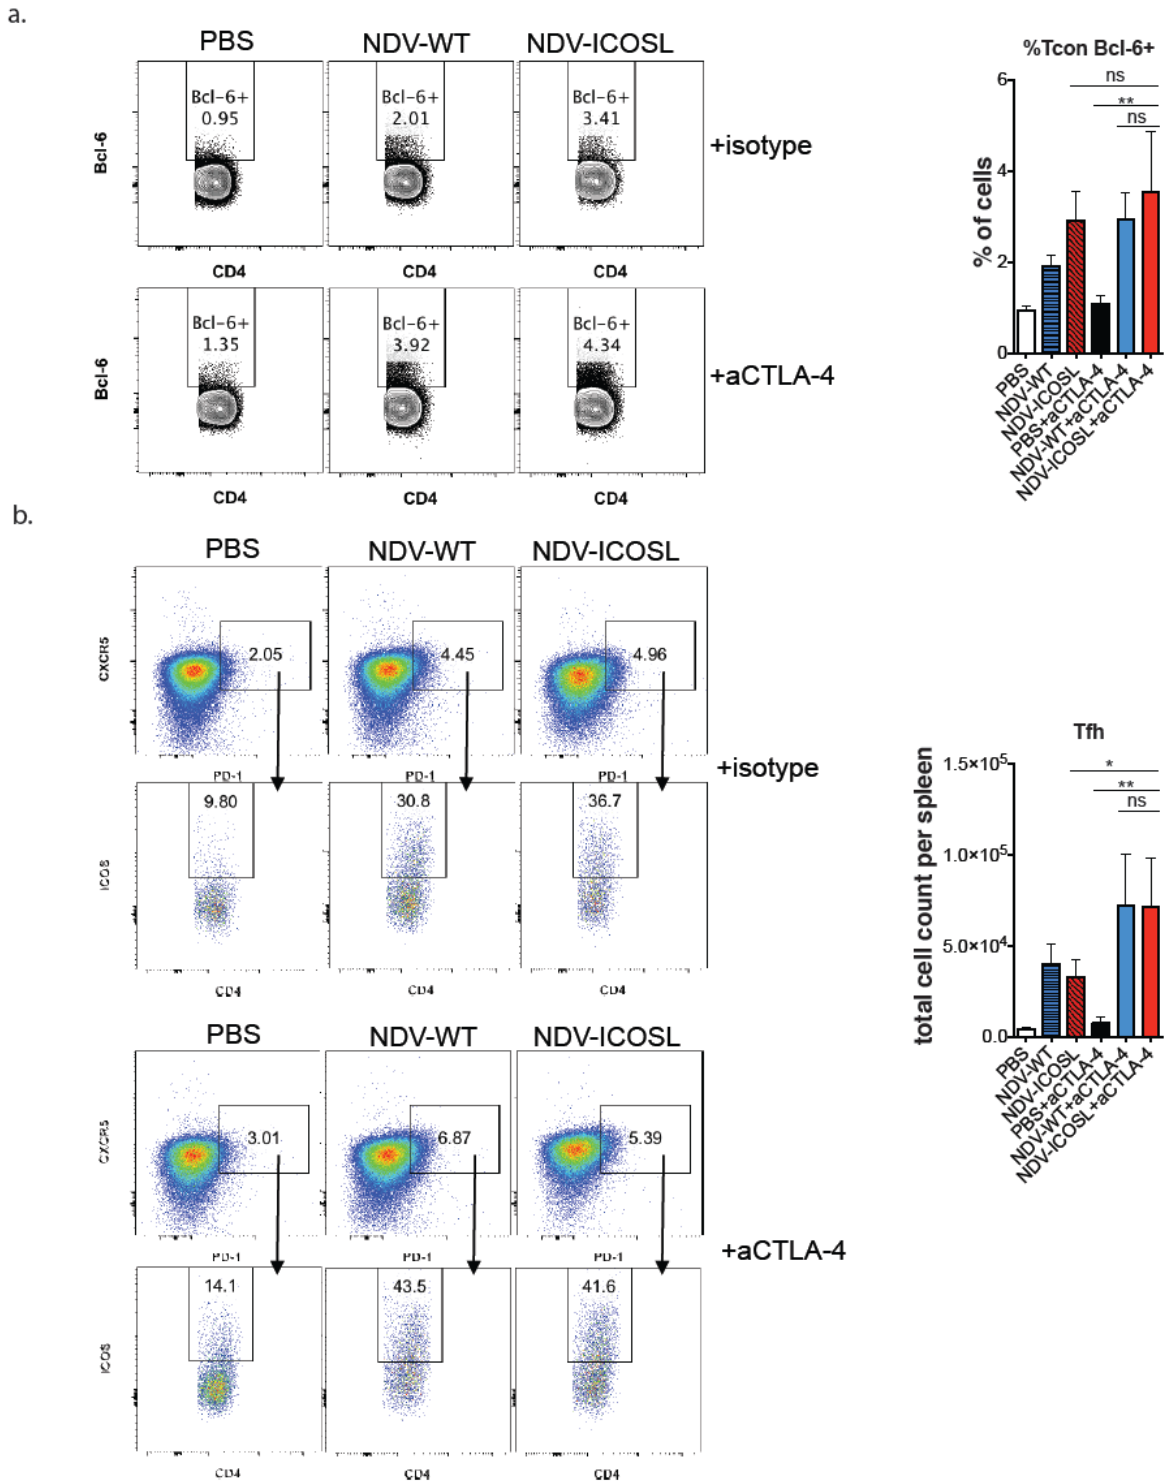 a.
PBS NDV-WT NDV-ICOSL
Bcl-6+ 0.95
Bcl-6+ 2.01
Bcl-6+ 3.41
+isotype
Bcl-6
CD4 CD4 CD4
Bcl-6+ 1.35
Bcl-6+ 3.92
Bcl-6+ 4.34
+aCTLA-4
Bcl-6
CD4 CD4 CD4
%Tcon Bcl-6+
ns
**
ns
% of cells
6
4
2
0
PBS
NDV-WT
NDV-ICOSL
PBS+aCTLA-4
NDV-WT+aCTLA-4
NDV-ICOSL+aCTLA-4
b.
PBS NDV-WT NDV-ICOSL
CXCR5
2.05 4.45 4.96
PD-1 PD-1 PD-1
+isotype
9.80 30.8 36.7
ICOS
CD4 CD4 CD4
PBS NDV-WT NDV-ICOSL
CXCR5
3.01 6.87 5.39
PD-1 PD-1 PD-1
+aCTLA-4
14.1 43.5 41.6
ICOS
CD4 CD4 CD4
Tfh
*
**
ns
total cell count per spleen
1.5×10⁵
1.0×10⁵
5.0×10⁴
0.0
PBS
NDV-WT
NDV-ICOSL
PBS+aCTLA-4
NDV-WT+aCTLA-4
NDV-ICOSL+aCTLA-4